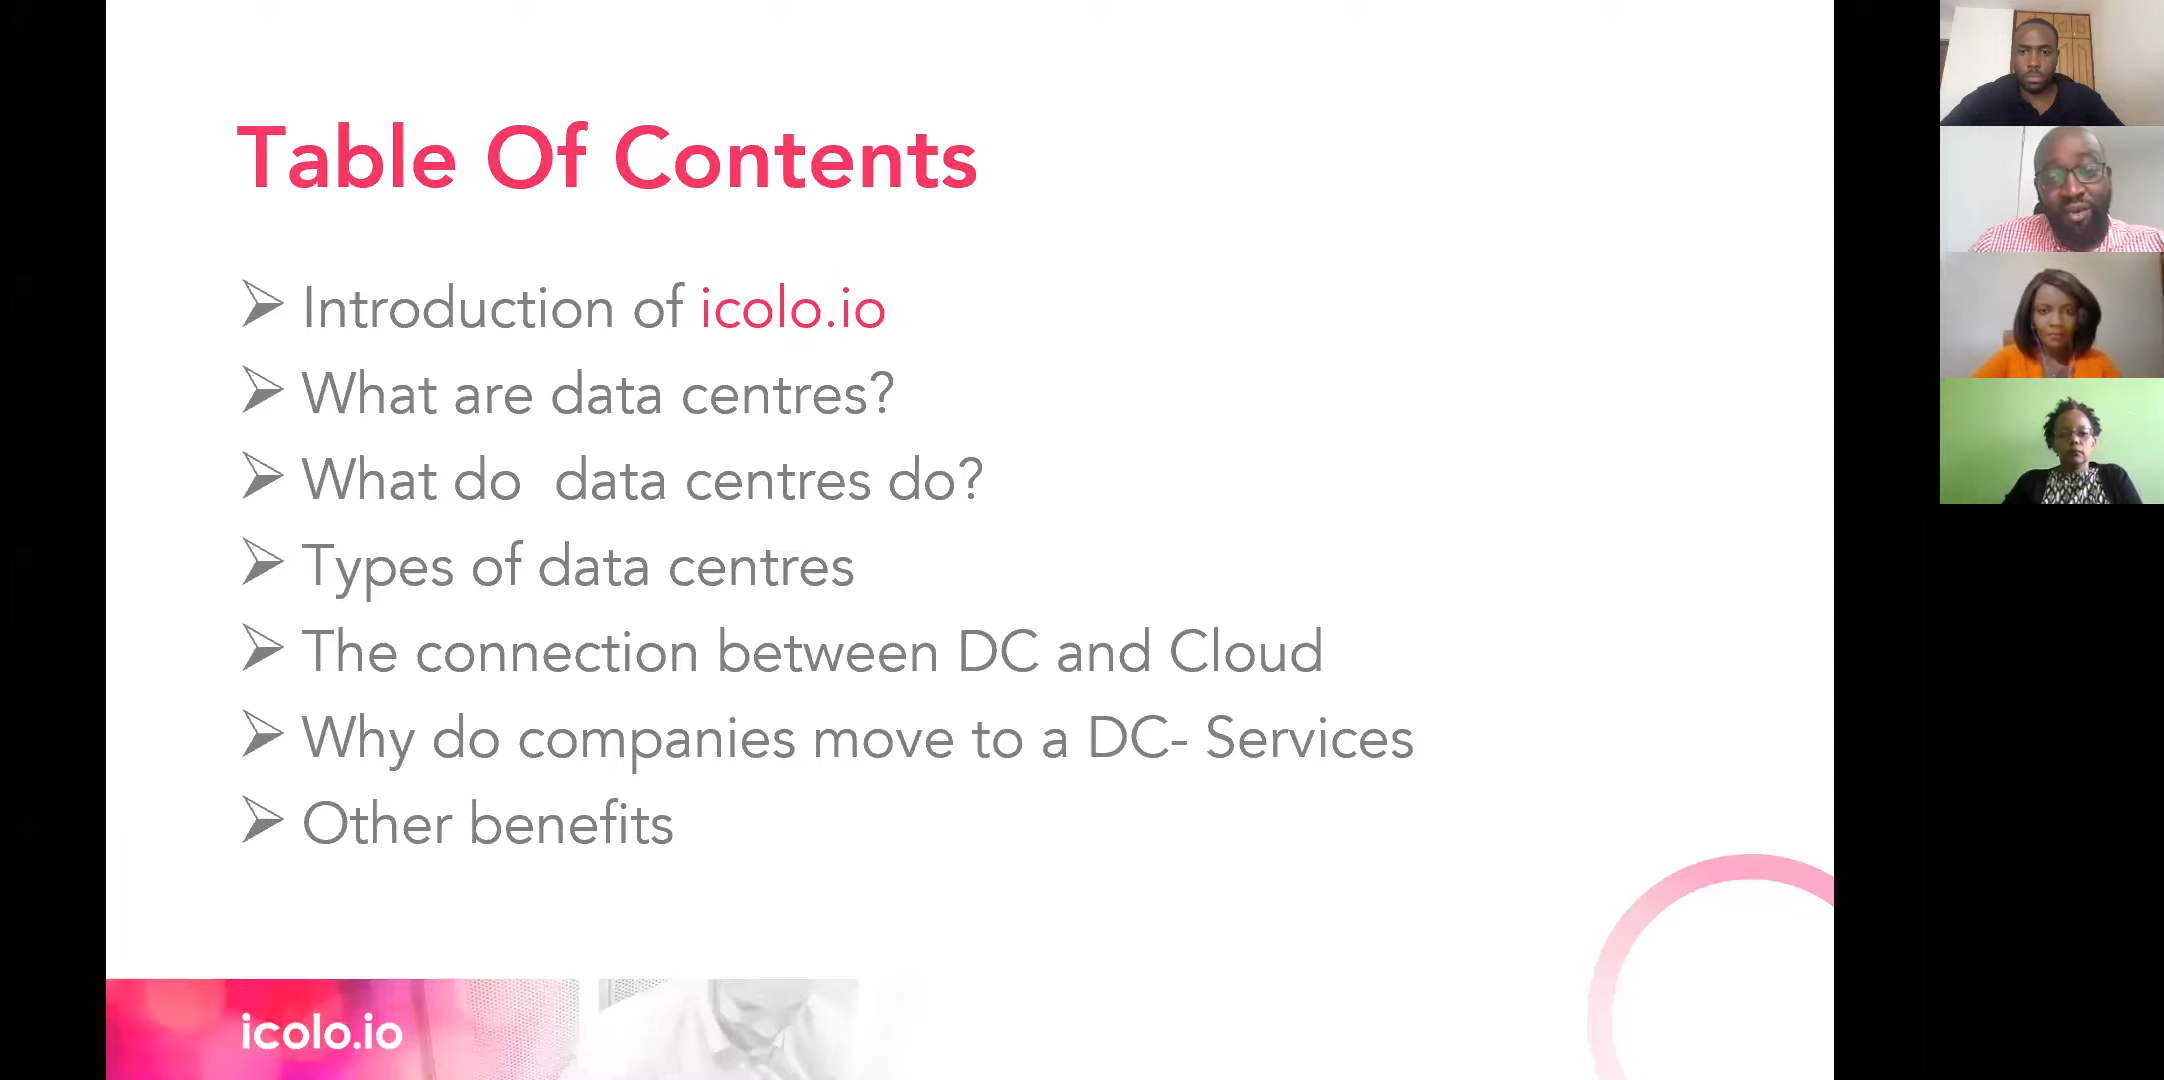 Table Of Contents
Introduction of icolo.io
What are data centres?
What do  data centres do?
Types of data centres
The connection between DC and Cloud
Why do companies move to a DC- Services
Other benefits
icolo.io